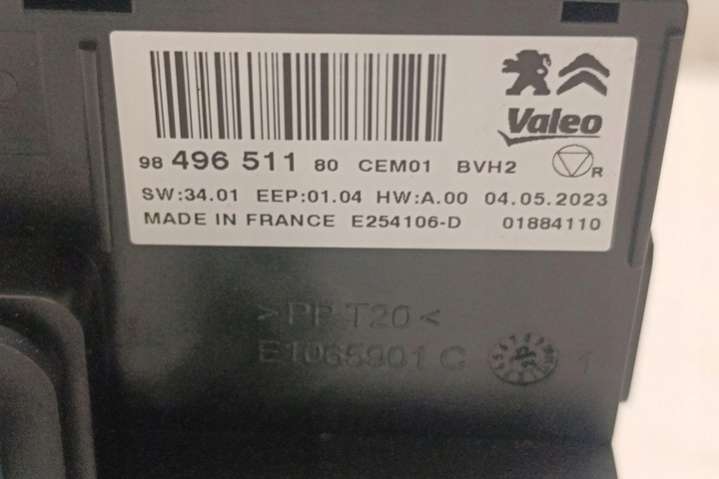 Valeo
98 496 511 80 CEM01 BVH2 R
SW:34.01 EEP:01.04 HW:A.00 04.05.2023
MADE IN FRANCE E254106-D 01884110
>PP-T20<
E1065901 C 1